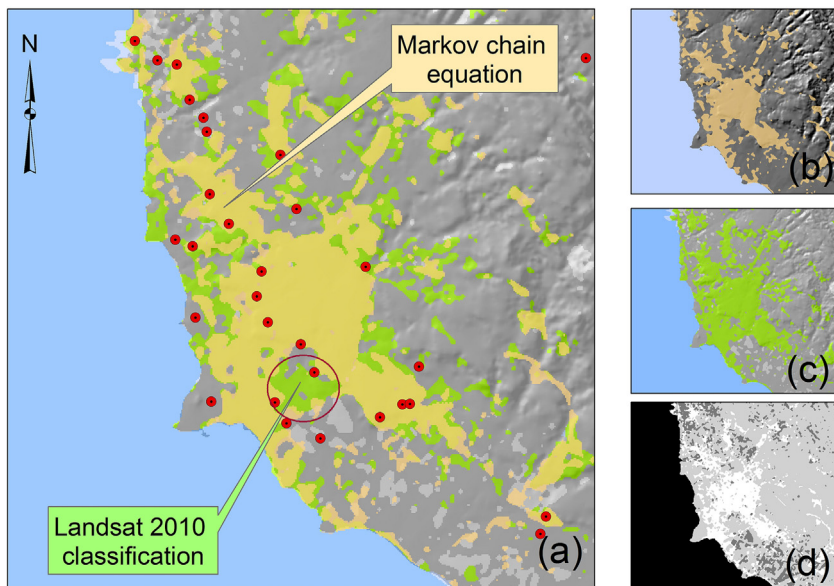 N
Markov chain
equation
Landsat 2010
classification
(a)
(b)
(c)
(d)